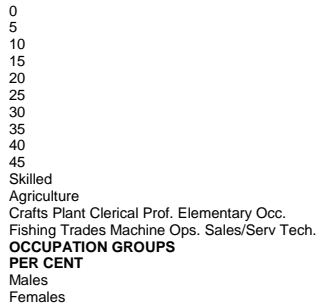 0
5
10
15
20
25
30
35
40
45
Skilled
Agriculture
Crafts Plant Clerical Prof. Elementary Occ.
Fishing Trades Machine Ops. Sales/Serv Tech.
OCCUPATION GROUPS
PER CENT
Males
Females